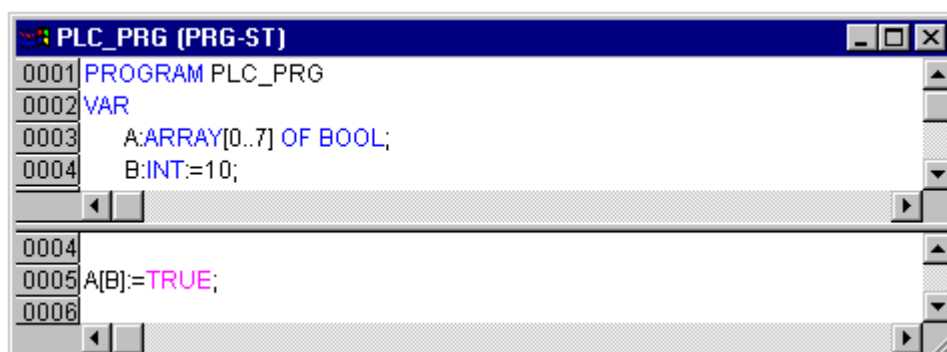 PLC_PRG (PRG-ST)
0001 PROGRAM PLC_PRG
0002 VAR
0003 A:ARRAY[0..7] OF BOOL;
0004 B:INT:=10;
0004
0005 A[B]:=TRUE;
0006